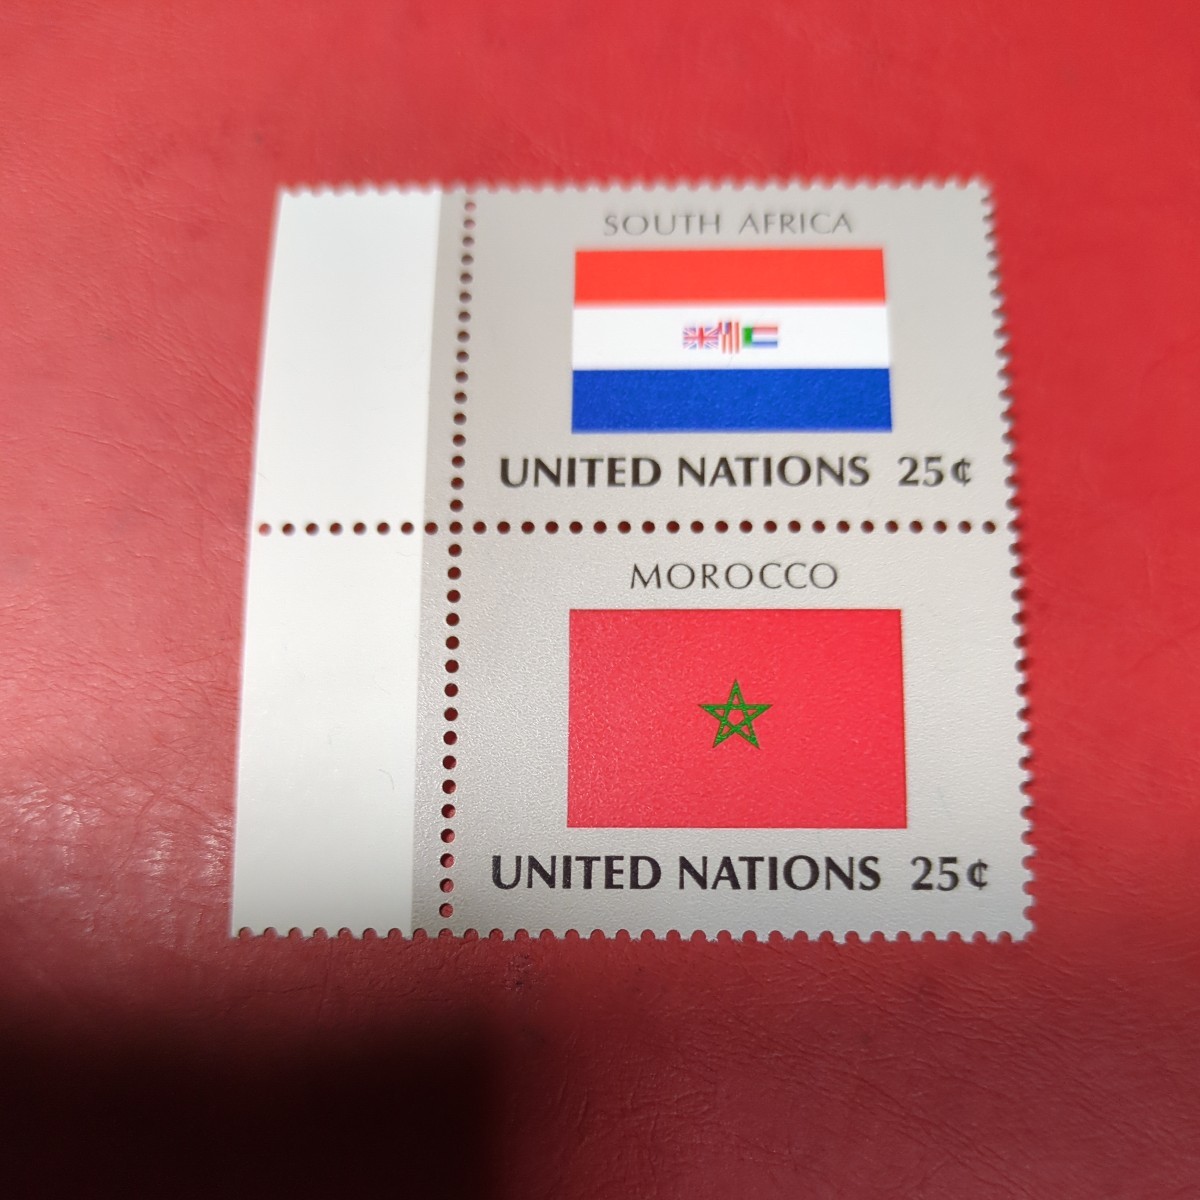 SOUTH AFRICA
UNITED NATIONS 25¢
MOROCCO
UNITED NATIONS 25¢